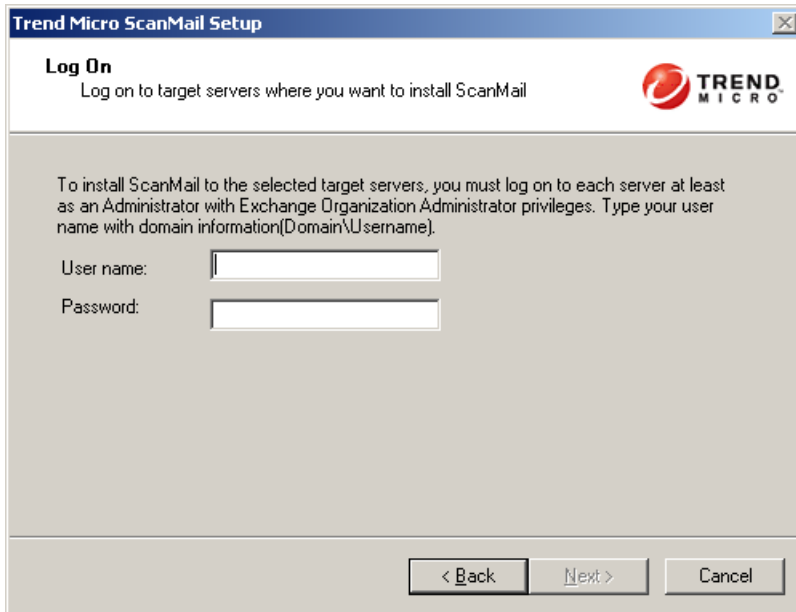 Trend Micro ScanMail Setup
Log On
Log on to target servers where you want to install ScanMail
TREND
MICRO
To install ScanMail to the selected target servers, you must log on to each server at least
as an Administrator with Exchange Organization Administrator privileges. Type your user
name with domain information(Domain\Username).
User name:
Password:
< Back
Next >
Cancel